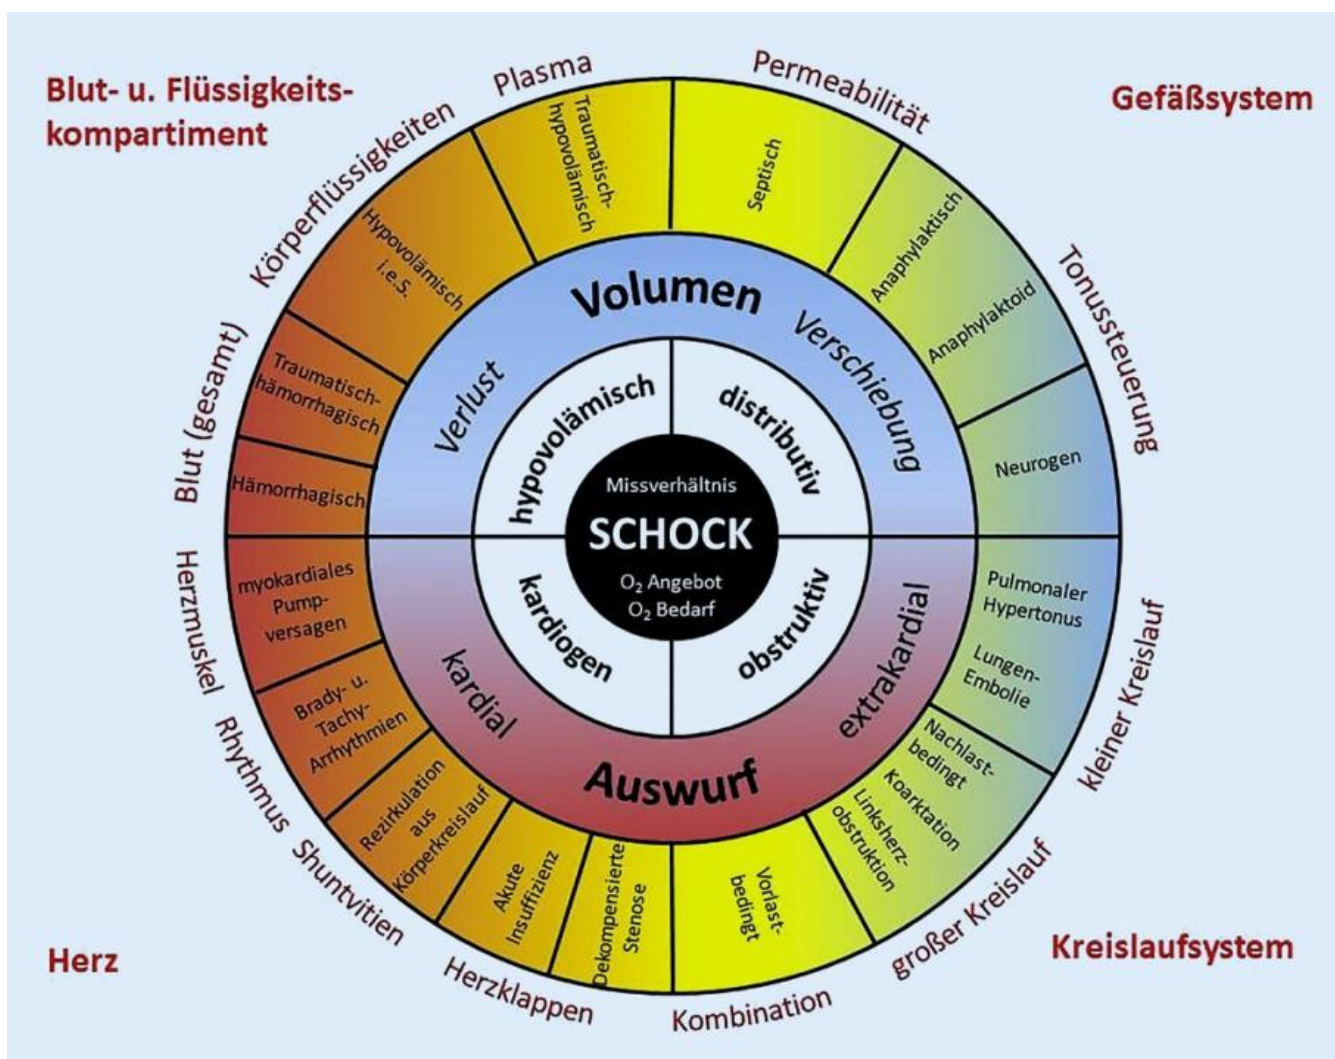 Blut- u. Flüssigkeits-
kompartiment
Gefäßsystem
Plasma
Permeabilität
Körperflüssigkeiten
Tonussteuerung
Blut (gesamt)
Traumatisch-
hypovolämisch
Septisch
Hypovolämisch
i.e.S.
Anaphylaktisch
Anaphylaktoid
Traumatisch-
hämorrhagisch
Neurogen
Hämorrhagisch
Volumen
Verlust
Verschiebung
hypovolämisch
distributiv
Missverhältnis
SCHOCK
O₂ Angebot
O₂ Bedarf
kardiogen
obstruktiv
kardial
extrakardial
Auswurf
Herzmuskel
myokardiales
Pump-
versagen
Pulmonaler
Hypertonus
Lungen-
Embolie
kleiner Kreislauf
Rhythmus
Brady- u.
Tachy-
Arrhythmien
Nachlast-
bedingt
Koarktation
Linksherz-
obstruktion
Rezirkulation
aus
Körperkreislauf
Akute
Insuffizienz
Dekompensierte
Stenose
Vorlast-
bedingt
Shuntvitien
großer Kreislauf
Herzklappen
Kombination
Herz
Kreislaufsystem